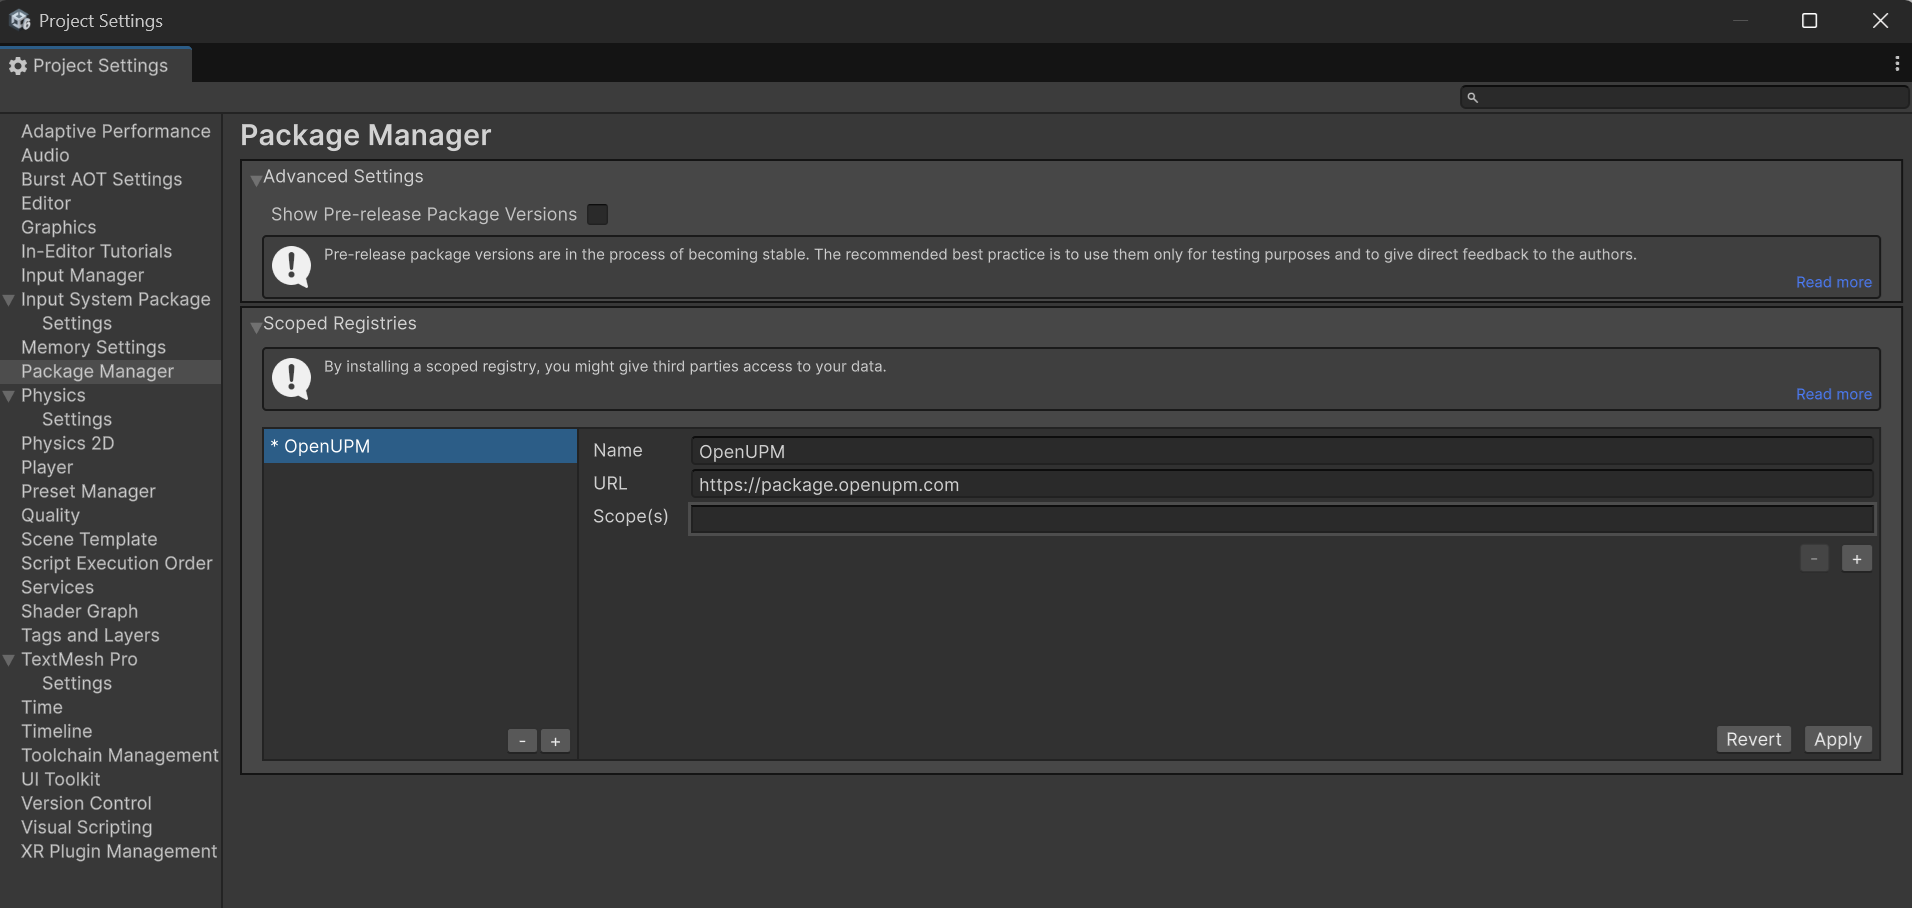 Project Settings
Project Settings
Adaptive Performance
Audio
Burst AOT Settings
Editor
Graphics
In-Editor Tutorials
Input Manager
Input System Package
Settings
Memory Settings
Package Manager
Physics
Settings
Physics 2D
Player
Preset Manager
Quality
Scene Template
Script Execution Order
Services
Shader Graph
Tags and Layers
TextMesh Pro
Settings
Time
Timeline
Toolchain Management
UI Toolkit
Version Control
Visual Scripting
XR Plugin Management
Package Manager
Advanced Settings
Show Pre-release Package Versions
Pre-release package versions are in the process of becoming stable. The recommended best practice is to use them only for testing purposes and to give direct feedback to the authors.
Read more
Scoped Registries
By installing a scoped registry, you might give third parties access to your data.
Read more
* OpenUPM
- +
Name OpenUPM
URL https://package.openupm.com
Scope(s)
- +
Revert Apply